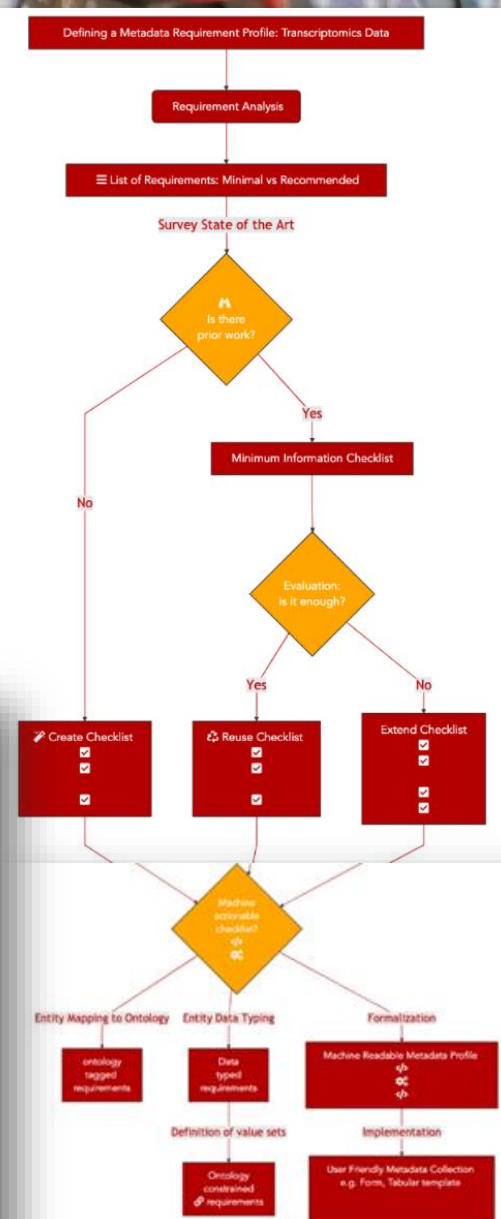 Defining a Metadata Requirement Profile: Transcriptomics Data
Requirement Analysis
List of Requirements: Minimal vs Recommended
Survey State of the Art
Is there
prior work?
Yes
Minimum Information Checklist
No
Evaluation:
is it enough?
Yes
No
Create Checklist
Reuse Checklist
Extend Checklist
Machine
actionable
checklist?
</>
Entity Mapping to Ontology
Entity Data Typing
Formalization
ontology
tagged
requirements
Data
typed
requirements
Machine Readable Metadata Profile
</>
</>
Definition of value sets
Implementation
Ontology
constrained
requirements
User Friendly Metadata Collection
e.g. Form, Tabular template